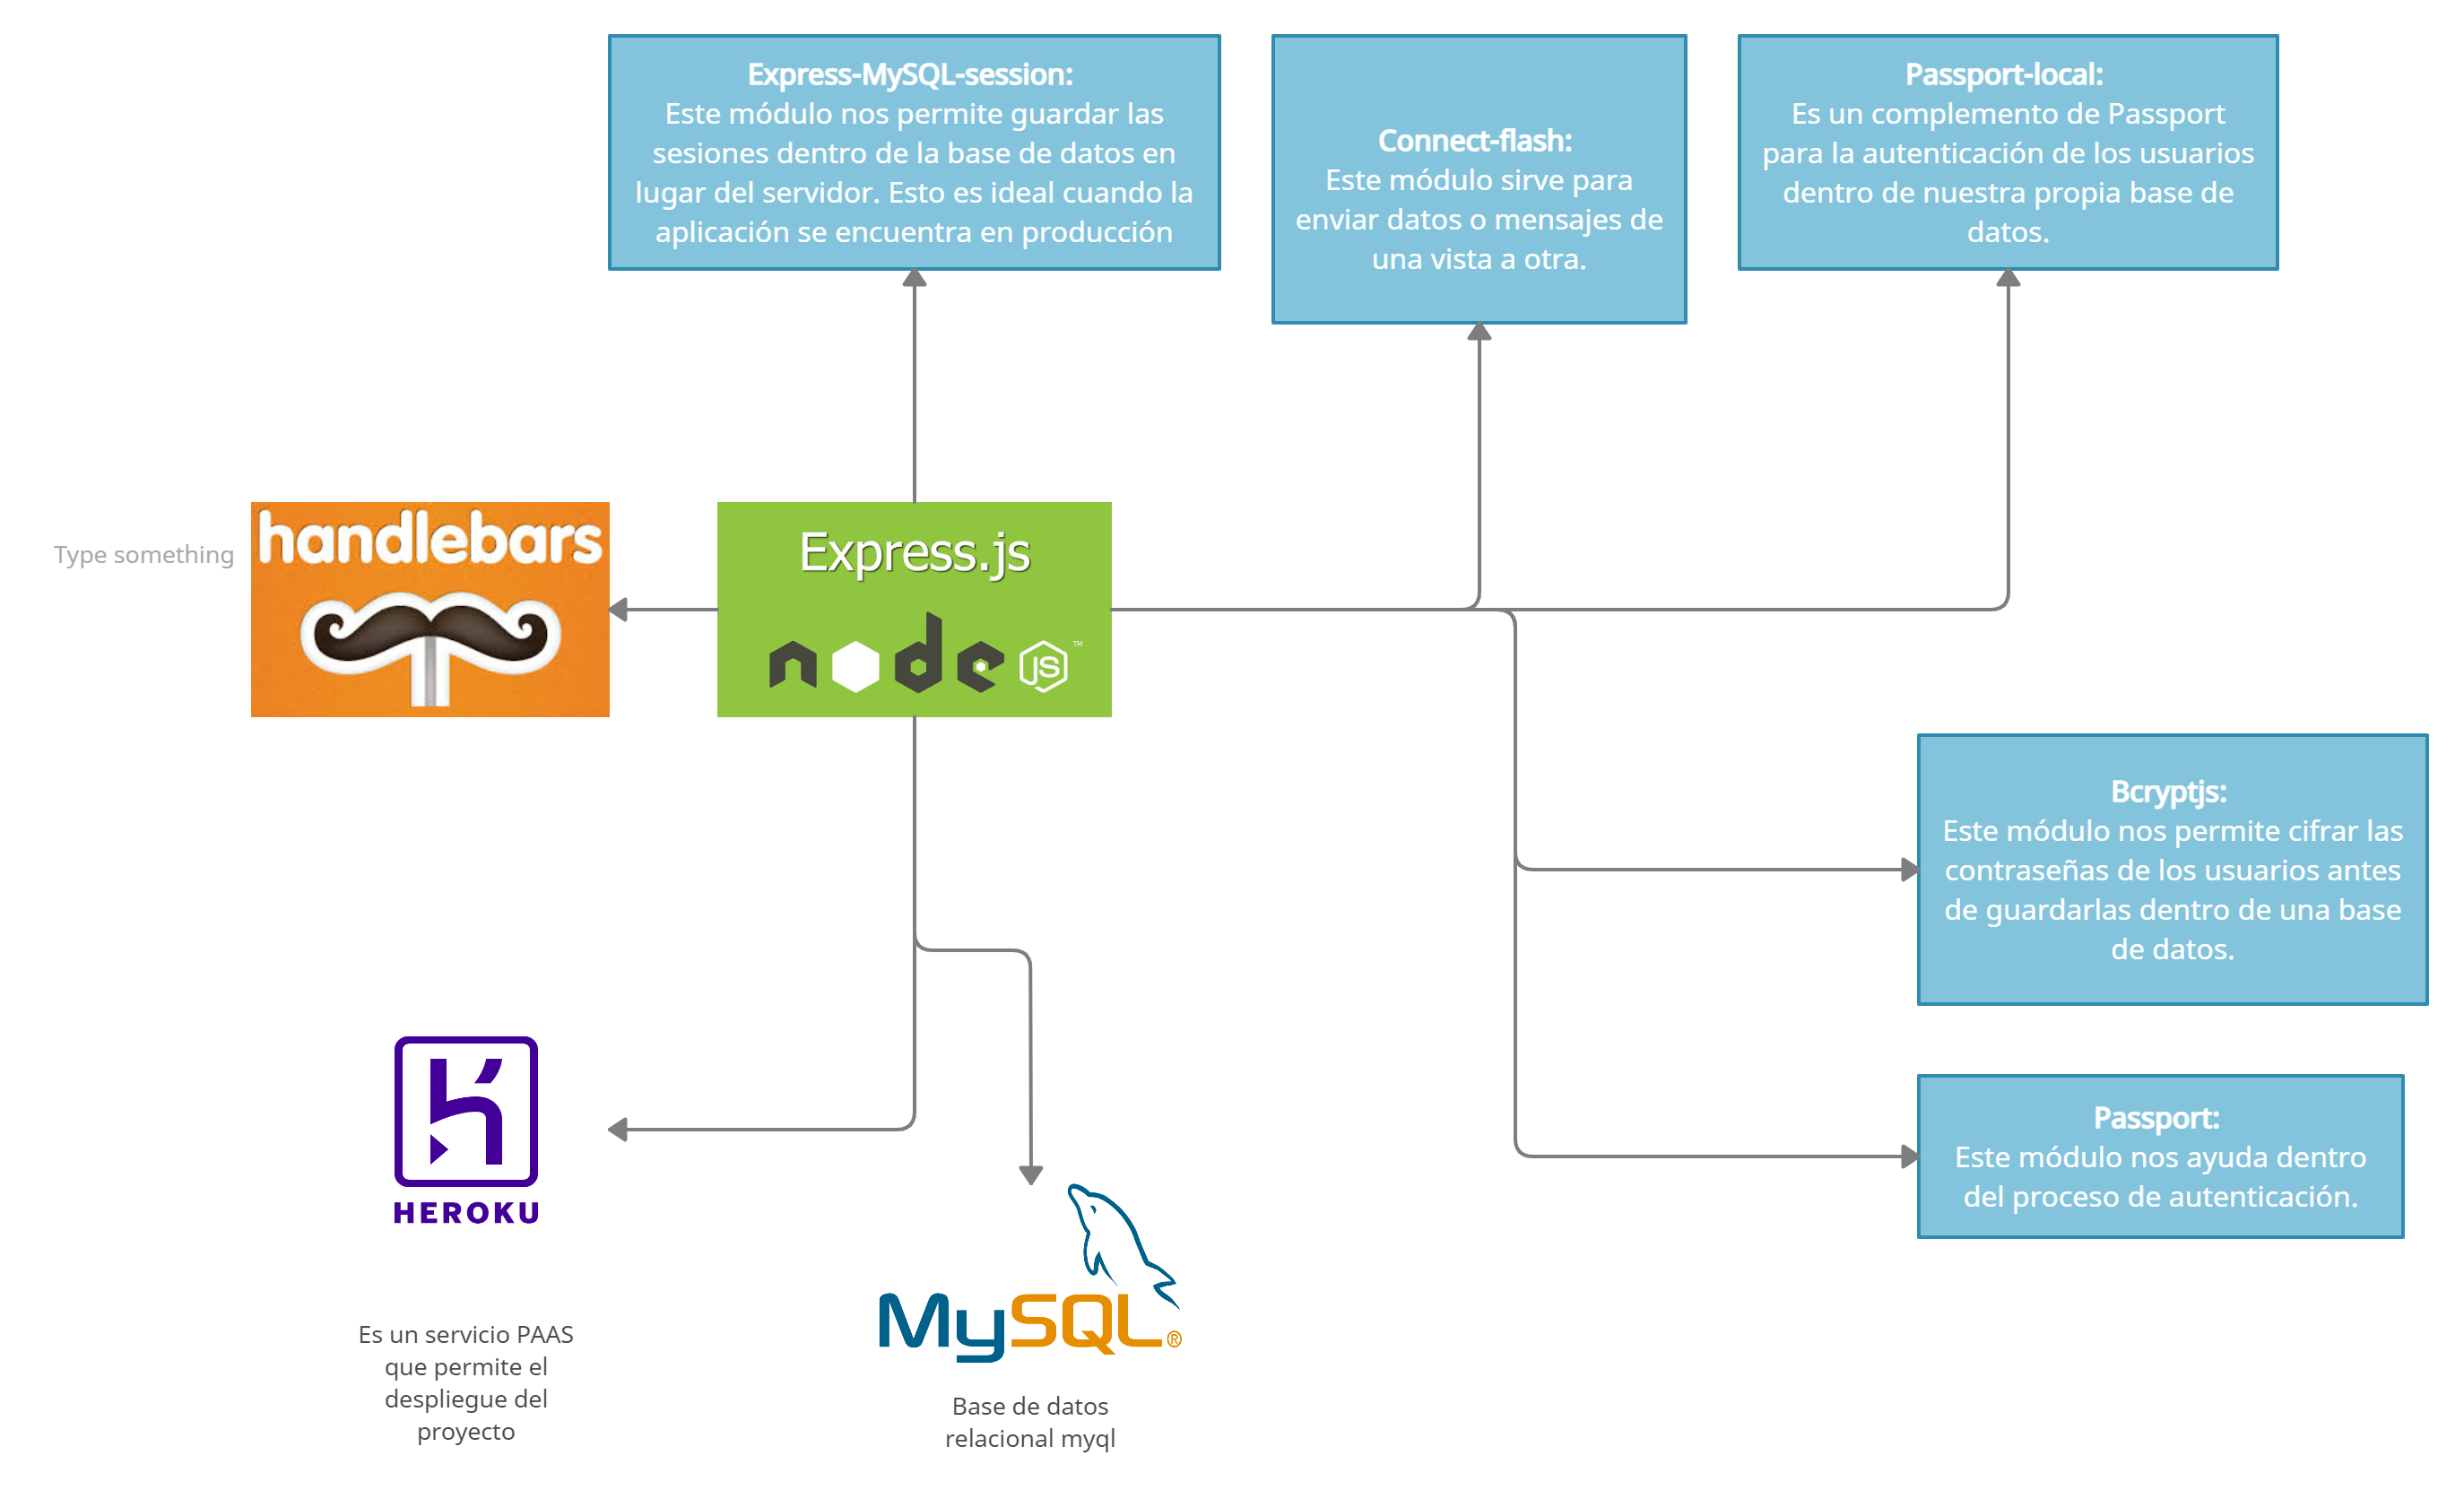 Express-MySQL-session:
Este módulo nos permite guardar las
sesiones dentro de la base de datos en
lugar del servidor. Esto es ideal cuando la
aplicación se encuentra en producción
Connect-flash:
Este módulo sirve para
enviar datos o mensajes de
una vista a otra.
Passport-local:
Es un complemento de Passport
para la autenticación de los usuarios
dentro de nuestra propia base de
datos.
Type something
handlebars
Express.js
node JS ™
Bcryptjs:
Este módulo nos permite cifrar las
contraseñas de los usuarios antes
de guardarlas dentro de una base
de datos.
Passport:
Este módulo nos ayuda dentro
del proceso de autenticación.
HEROKU
Es un servicio PAAS
que permite el
despliegue del
proyecto
MySQL®
Base de datos
relacional myql